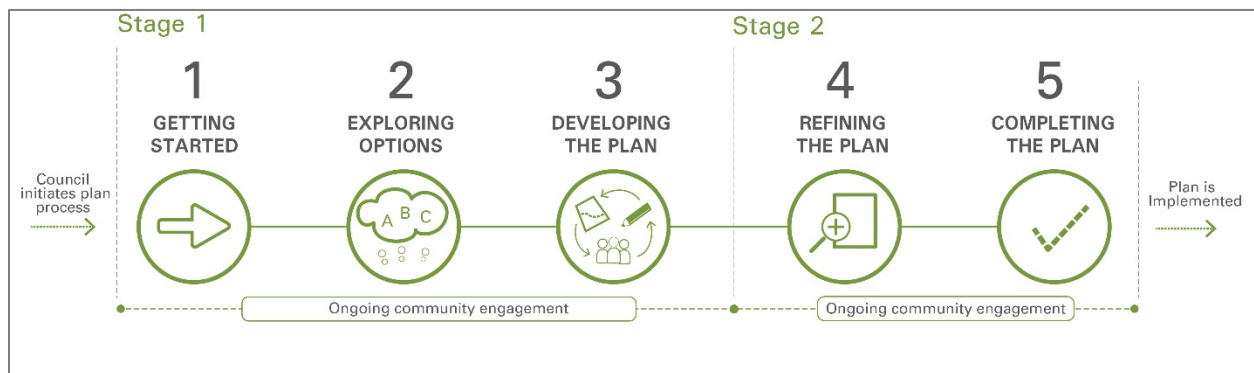 Stage 1
Stage 2
1
2
3
4
5
GETTING
STARTED
EXPLORING
OPTIONS
DEVELOPING
THE PLAN
REFINING
THE PLAN
COMPLETING
THE PLAN
Council
initiates plan
process
A B C
Plan is
Implemented
Ongoing community engagement
Ongoing community engagement